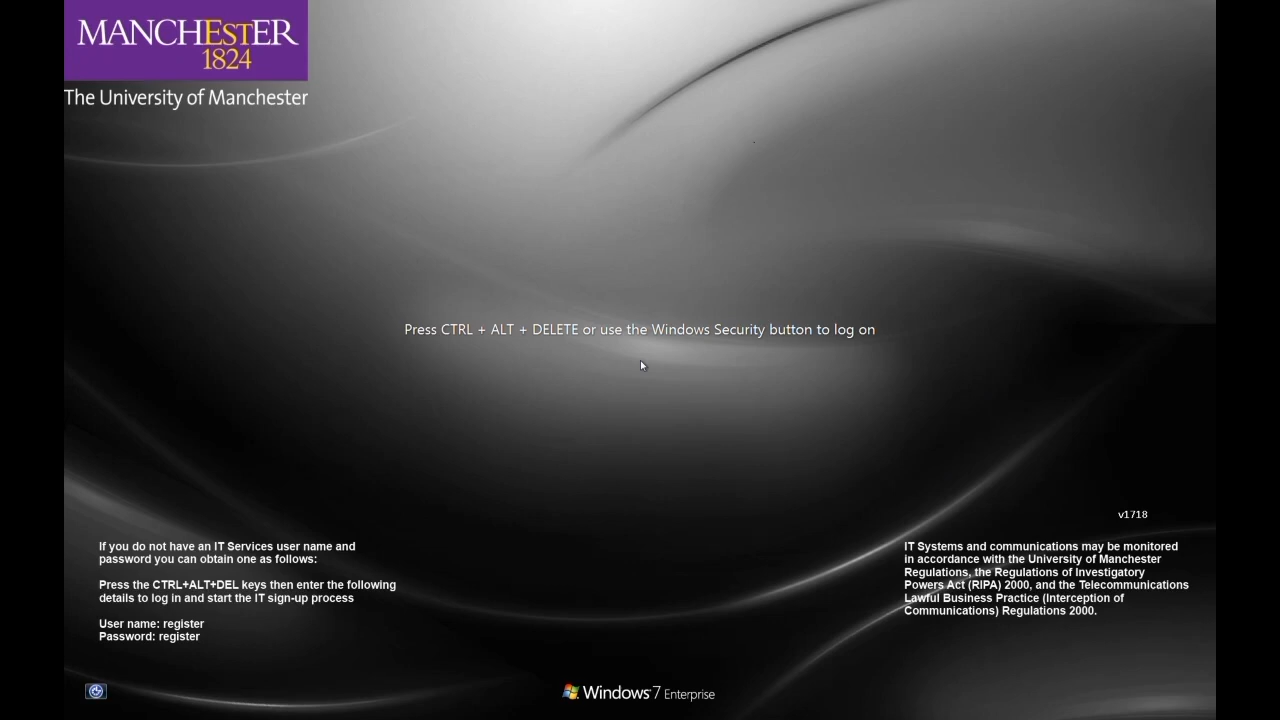 MANCHESTER
1824
The University of Manchester
Press CTRL + ALT + DELETE or use the Windows Security button to log on
v1718
If you do not have an IT Services user name and
password you can obtain one as follows:
Press the CTRL+ALT+DEL keys then enter the following
details to log in and start the IT sign-up process
User name: register
Password: register
IT Systems and communications may be monitored
in accordance with the University of Manchester
Regulations, the Regulations of Investigatory
Powers Act (RIPA) 2000, and the Telecommunications
Lawful Business Practice (Interception of
Communications) Regulations 2000.
Windows 7 Enterprise